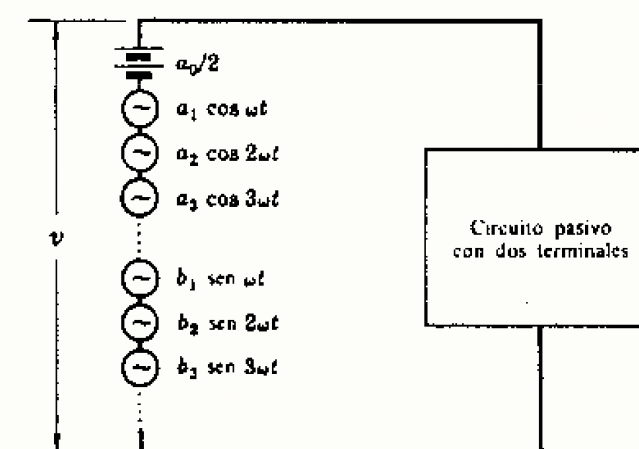 a₀/2
a₁ cos ωt
a₂ cos 2ωt
a₃ cos 3ωt
v
b₁ sen ωt
b₂ sen 2ωt
b₃ sen 3ωt
Circuito pasivo
con dos terminales